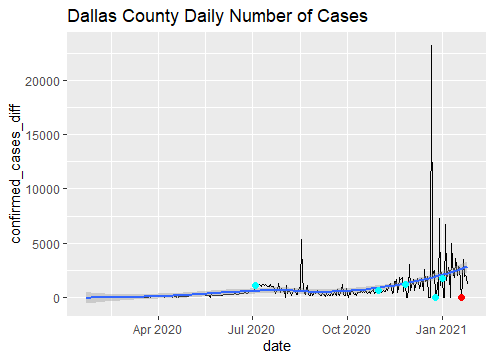 Dallas County Daily Number of Cases
confirmed_cases_diff
20000
15000
10000
5000
0
Apr 2020 Jul 2020 Oct 2020 Jan 2021
date